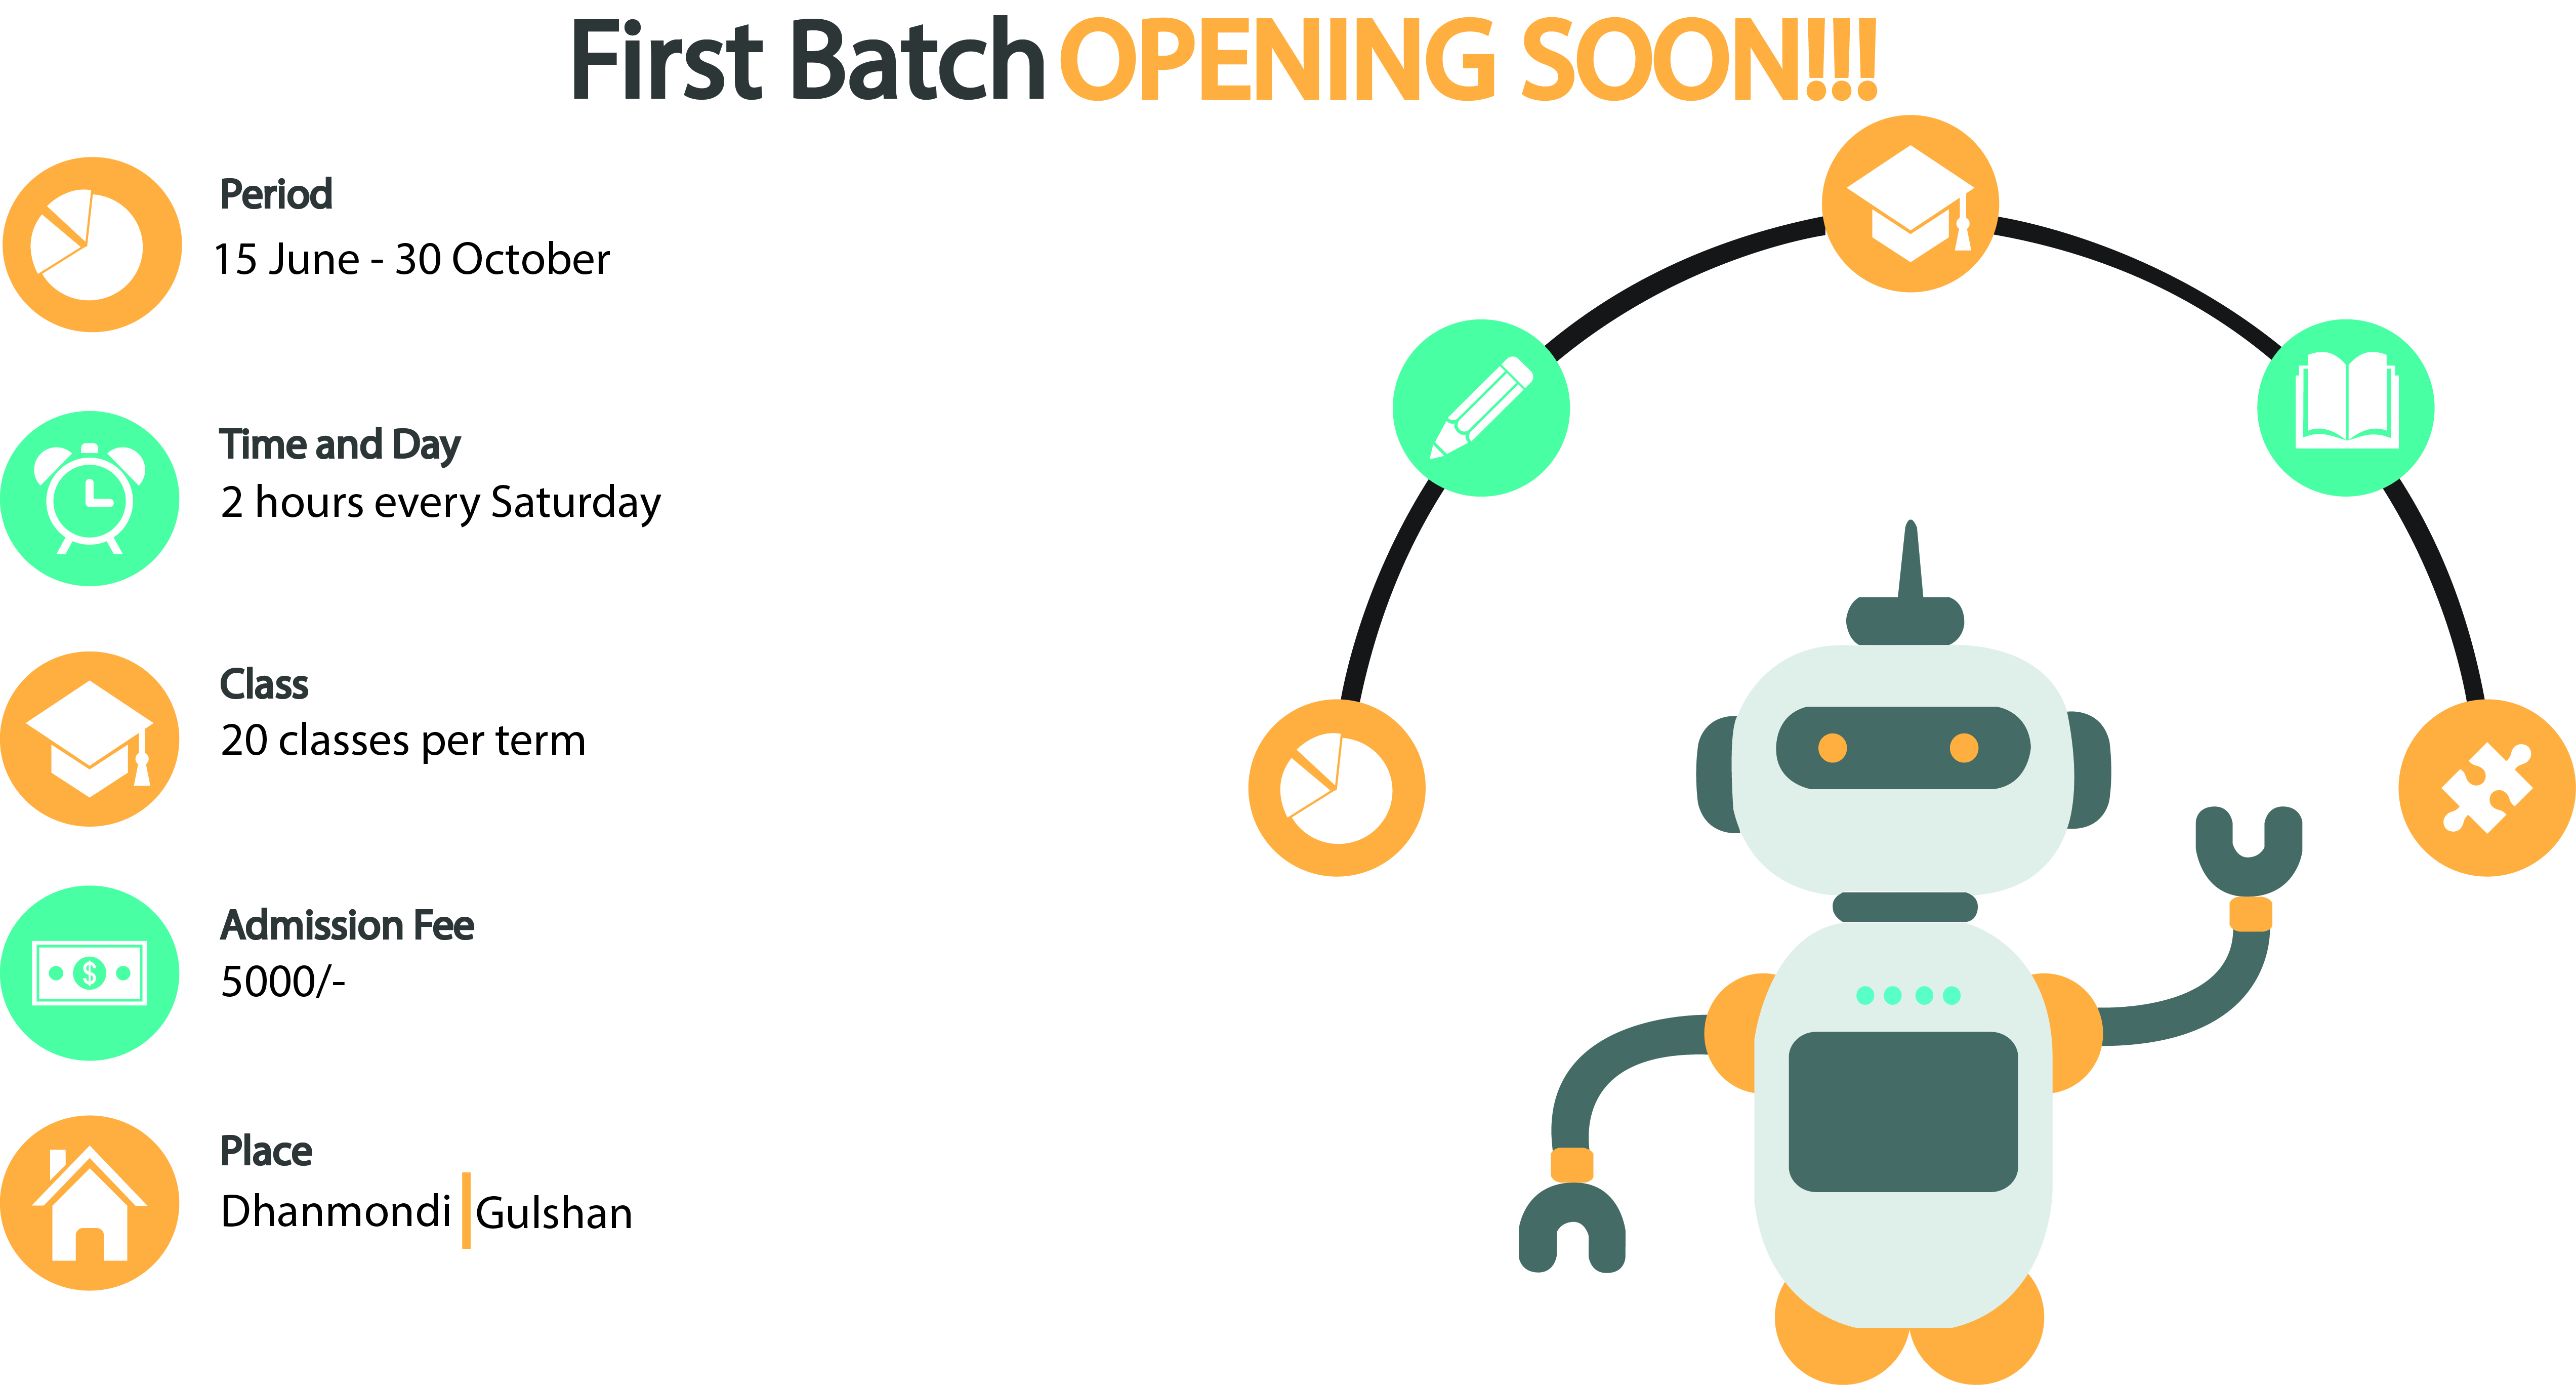 First Batch OPENING SOON!!!
Period
15 June - 30 October
Time and Day
2 hours every Saturday
Class
20 classes per term
Admission Fee
$
5000/-
Place
Dhanmondi Gulshan